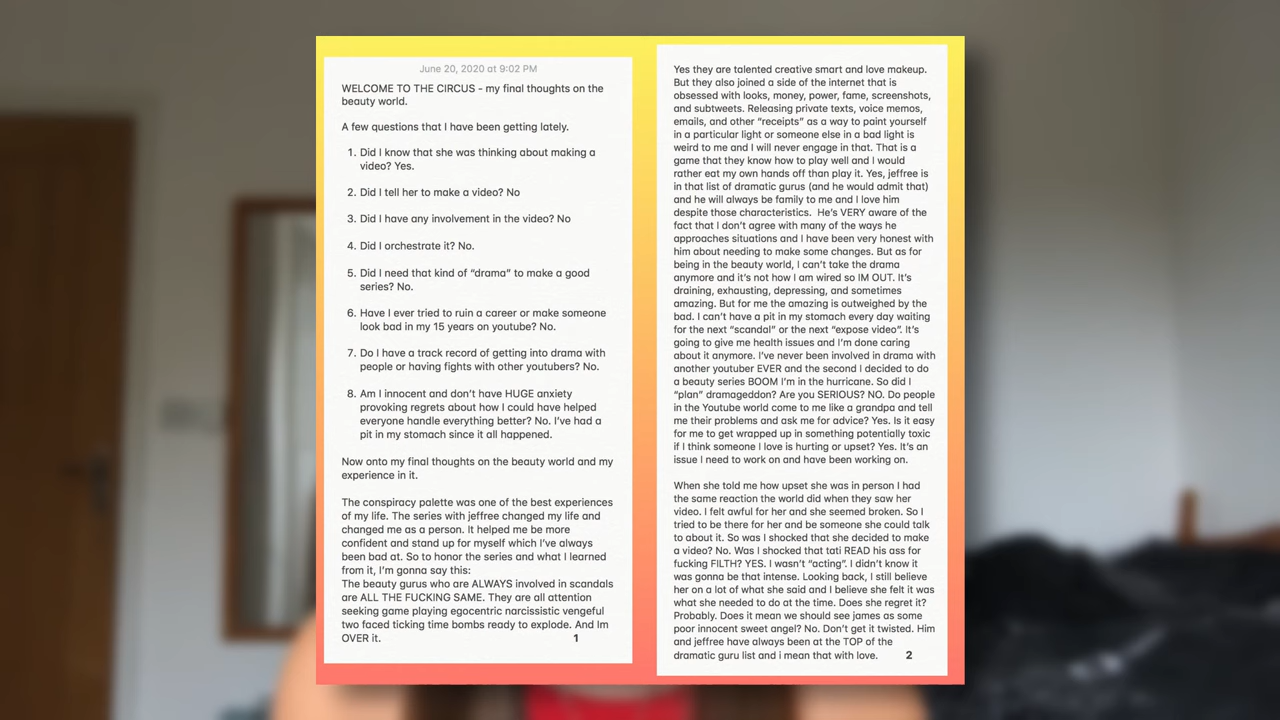 June 20, 2020 at 9:02 PM
WELCOME TO THE CIRCUS - my final thoughts on the
beauty world.
A few questions that I have been getting lately.
1. Did I know that she was thinking about making a
video? Yes.
2. Did I tell her to make a video? No
3. Did I have any involvement in the video? No
4. Did I orchestrate it? No.
5. Did I need that kind of “drama” to make a good
series? No.
6. Have I ever tried to ruin a career or make someone
look bad in my 15 years on youtube? No.
7. Do I have a track record of getting into drama with
people or having fights with other youtubers? No.
8. Am I innocent and don’t have HUGE anxiety
provoking regrets about how I could have helped
everyone handle everything better? No. I’ve had a
pit in my stomach since it all happened.
Now onto my final thoughts on the beauty world and my
experience in it.
The conspiracy palette was one of the best experiences
of my life. The series with jeffree changed my life and
changed me as a person. It helped me be more
confident and stand up for myself which I’ve always
been bad at. So to honor the series and what I learned
from it, I’m gonna say this:
The beauty gurus who are ALWAYS involved in scandals
are ALL THE FUCKING SAME. They are all attention
seeking game playing egocentric narcissistic vengeful
two faced ticking time bombs ready to explode. And Im
OVER it.
1
Yes they are talented creative smart and love makeup.
But they also joined a side of the internet that is
obsessed with looks, money, power, fame, screenshots,
and subtweets. Releasing private texts, voice memos,
emails, and other “receipts” as a way to paint yourself
in a particular light or someone else in a bad light is
weird to me and I will never engage in that. That is a
game that they know how to play well and I would
rather eat my own hands off than play it. Yes, jeffree is
in that list of dramatic gurus (and he would admit that)
and he will always be family to me and I love him
despite those characteristics. He’s VERY aware of the
fact that I don’t agree with many of the ways he
approaches situations and I have been very honest with
him about needing to make some changes. But as for
being in the beauty world, I can’t take the drama
anymore and it’s not how I am wired so IM OUT. It’s
draining, exhausting, depressing, and sometimes
amazing. But for me the amazing is outweighed by the
bad. I can’t have a pit in my stomach every day waiting
for the next “scandal” or the next “expose video”. It’s
going to give me health issues and I’m done caring
about it anymore. I’ve never been involved in drama with
another youtuber EVER and the second I decided to do
a beauty series BOOM I’m in the hurricane. So did I
“plan” dramageddon? Are you SERIOUS? NO. Do people
in the Youtube world come to me like a grandpa and tell
me their problems and ask me for advice? Yes. Is it easy
for me to get wrapped up in something potentially toxic
if I think someone I love is hurting or upset? Yes. It’s an
issue I need to work on and have been working on.
When she told me how upset she was in person I had
the same reaction the world did when they saw her
video. I felt awful for her and she seemed broken. So I
tried to be there for her and be someone she could talk
to about it. So was I shocked that she decided to make
a video? No. Was I shocked that tati READ his ass for
fucking FILTH? YES. I wasn’t “acting”. I didn’t know it
was gonna be that intense. Looking back, I still believe
her on a lot of what she said and I believe she felt it was
what she needed to do at the time. Does she regret it?
Probably. Does it mean we should see james as some
poor innocent sweet angel? No. Don’t get it twisted. Him
and jeffree have always been at the TOP of the
dramatic guru list and i mean that with love.
2